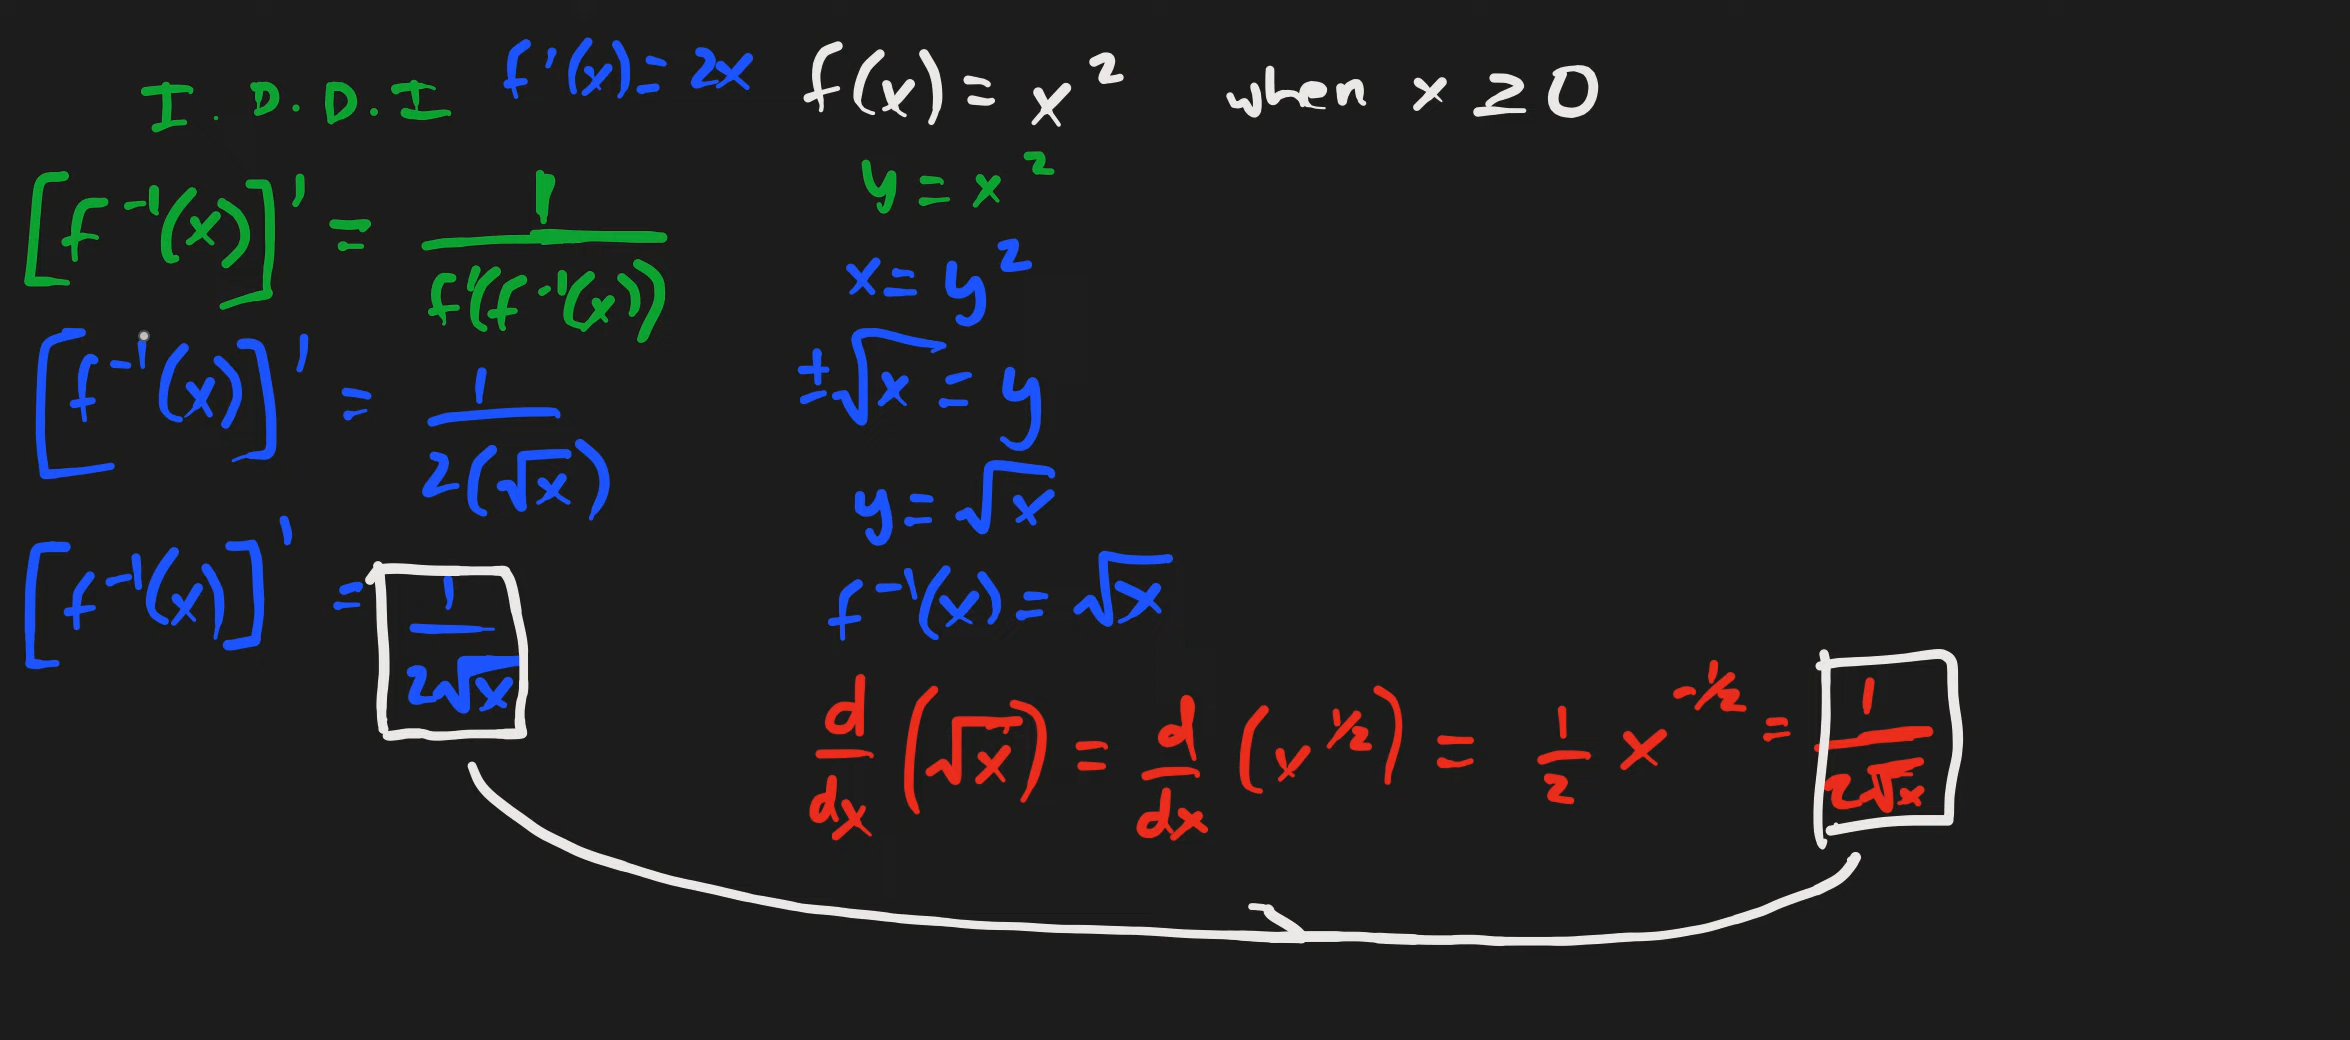 I.D.D.I
f'(x) = 2x
f(x) = x² when x ≥ 0
[f⁻¹(x)]' = 1/f'(f⁻¹(x))
[f⁻¹(x)]' = 1/2(√x)
[f⁻¹(x)]' = 1/2√x
y = x²
x = y²
±√x = y
y = √x
f⁻¹(x) = √x
d/dx (√x) = d/dx (x^1/2) = 1/2 x^-1/2 = 1/2√x